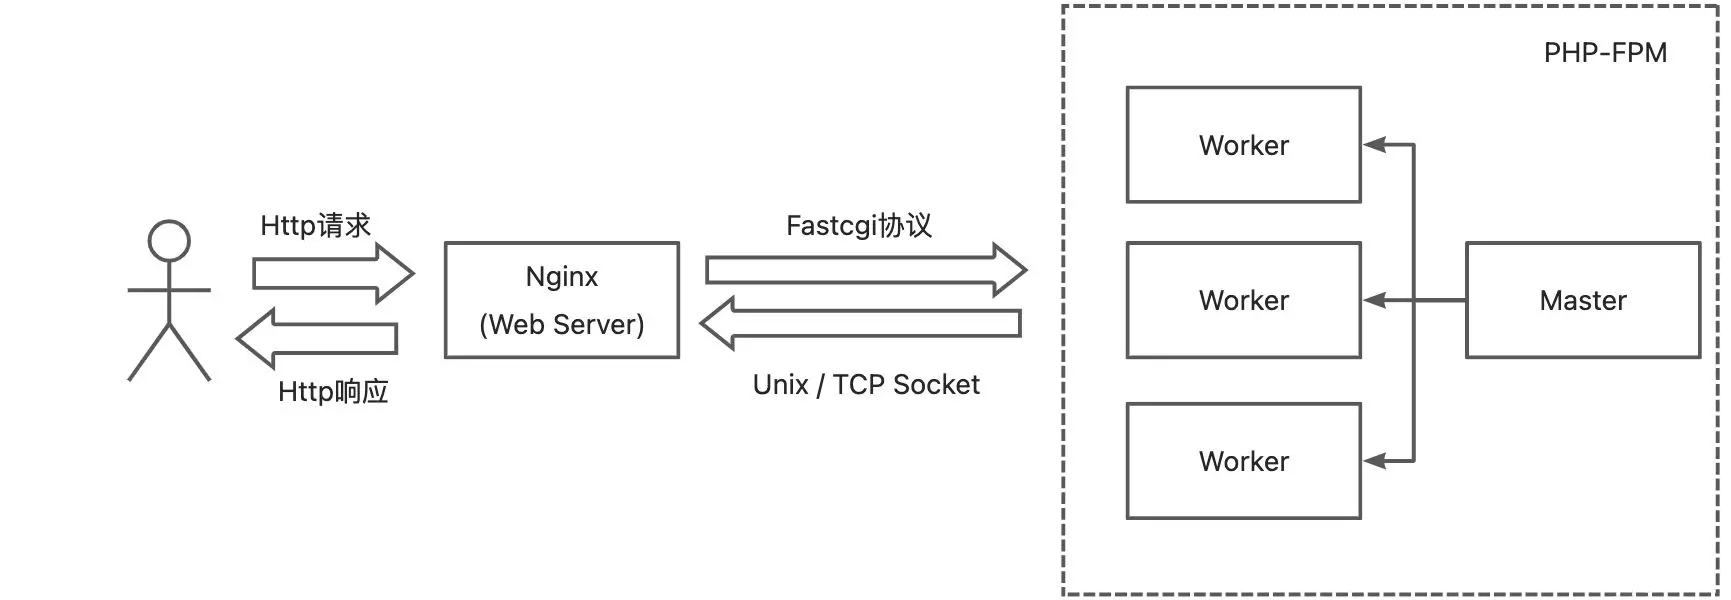 Http请求
Http响应
Nginx
(Web Server)
Fastcgi协议
Unix / TCP Socket
PHP-FPM
Worker
Worker
Worker
Master